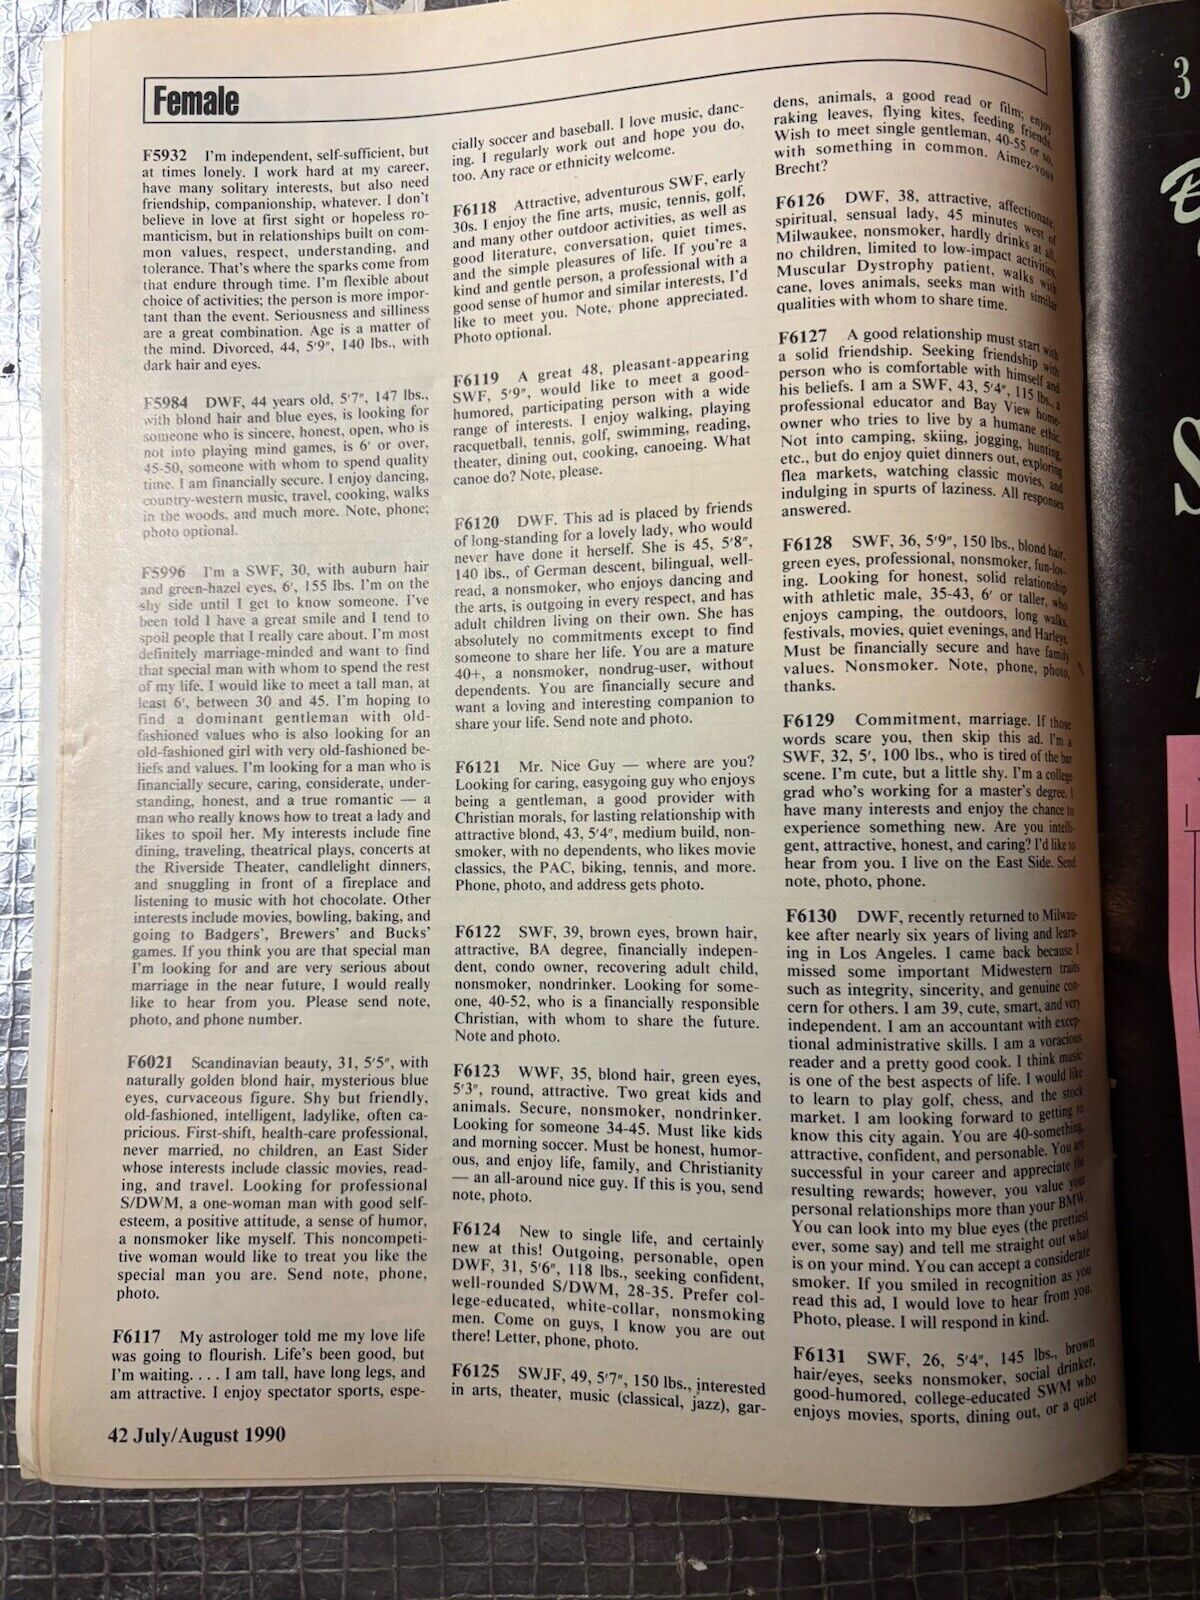 Female
F5932 I'm independent, self-sufficient, but
at times lonely. I work hard at my career,
have many solitary interests, but also need
friendship, companionship, whatever. I don't
believe in love at first sight or hopeless ro-
manticism, but in relationships built on com-
mon values, respect, understanding, and
tolerance. That's where the sparks come from
that endure through time. I'm flexible about
choice of activities; the person is more impor-
tant than the event. Seriousness and silliness
are a great combination. Age is a matter of
the mind. Divorced, 44, 5'9", 140 lbs., with
dark hair and eyes.
F5984 DWF, 44 years old, 5'7", 147 lbs.,
with blond hair and blue eyes, is looking for
someone who is sincere, honest, open, who is
not into playing mind games, is 6' or over,
45-50, someone with whom to spend quality
time. I am financially secure. I enjoy dancing,
country-western music, travel, cooking, walks
in the woods, and much more. Note, phone;
photo optional.
F5996 I'm a SWF, 30, with auburn hair
and green-hazel eyes, 6', 155 lbs. I'm on the
shy side until I get to know someone. I've
been told I have a great smile and I tend to
spoil people that I really care about. I'm most
definitely marriage-minded and want to find
that special man with whom to spend the rest
of my life. I would like to meet a tall man, at
least 6', between 30 and 45. I'm hoping to
find a dominant gentleman with old-
fashioned values who is also looking for an
old-fashioned girl with very old-fashioned be-
liefs and values. I'm looking for a man who is
financially secure, caring, considerate, under-
standing, honest, and a true romantic — a
man who really knows how to treat a lady and
likes to spoil her. My interests include fine
dining, traveling, theatrical plays, concerts at
the Riverside Theater, candlelight dinners,
and snuggling in front of a fireplace and
listening to music with hot chocolate. Other
interests include movies, bowling, baking, and
going to Badgers', Brewers' and Bucks'
games. If you think you are that special man
I'm looking for and are very serious about
marriage in the near future, I would really
like to hear from you. Please send note,
photo, and phone number.
F6021 Scandinavian beauty, 31, 5'5", with
naturally golden blond hair, mysterious blue
eyes, curvaceous figure. Shy but friendly,
old-fashioned, intelligent, ladylike, often ca-
pricious. First-shift, health-care professional,
never married, no children, an East Sider
whose interests include classic movies, read-
ing, and travel. Looking for professional
S/DWM, a one-woman man with good self-
esteem, a positive attitude, a sense of humor,
a nonsmoker like myself. This noncompeti-
tive woman would like to treat you like the
special man you are. Send note, phone,
photo.
F6117 My astrologer told me my love life
was going to flourish. Life's been good, but
I'm waiting. . . . I am tall, have long legs, and
am attractive. I enjoy spectator sports, espe-
cially soccer and baseball. I love music, danc-
ing. I regularly work out and hope you do,
too. Any race or ethnicity welcome.
F6118 Attractive, adventurous SWF, early
30s. I enjoy the fine arts, music, tennis, golf,
and many other outdoor activities, as well as
good literature, conversation, quiet times,
and the simple pleasures of life. If you're a
kind and gentle person, a professional with a
good sense of humor and similar interests, I'd
like to meet you. Note, phone appreciated.
Photo optional.
F6119 A great 48, pleasant-appearing
SWF, 5'9", would like to meet a good-
humored, participating person with a wide
range of interests. I enjoy walking, playing
racquetball, tennis, golf, swimming, reading,
theater, dining out, cooking, canoeing. What
canoe do? Note, please.
F6120 DWF. This ad is placed by friends
of long-standing for a lovely lady, who would
never have done it herself. She is 45, 5'8",
140 lbs., of German descent, bilingual, well-
read, a nonsmoker, who enjoys dancing and
the arts, is outgoing in every respect, and has
adult children living on their own. She has
absolutely no commitments except to find
someone to share her life. You are a mature
40+, a nonsmoker, nondrug-user, without
dependents. You are financially secure and
want a loving and interesting companion to
share your life. Send note and photo.
F6121 Mr. Nice Guy — where are you?
Looking for caring, easygoing guy who enjoys
being a gentleman, a good provider with
Christian morals, for lasting relationship with
attractive blond, 43, 5'4", medium build, non-
smoker, with no dependents, who likes movie
classics, the PAC, biking, tennis, and more.
Phone, photo, and address gets photo.
F6122 SWF, 39, brown eyes, brown hair,
attractive, BA degree, financially indepen-
dent, condo owner, recovering adult child,
nonsmoker, nondrinker. Looking for some-
one, 40-52, who is a financially responsible
Christian, with whom to share the future.
Note and photo.
F6123 WWF, 35, blond hair, green eyes,
5'3", round, attractive. Two great kids and
animals. Secure, nonsmoker, nondrinker.
Looking for someone 34-45. Must like kids
and morning soccer. Must be honest, humor-
ous, and enjoy life, family, and Christianity
— an all-around nice guy. If this is you, send
note, photo.
F6124 New to single life, and certainly
new at this! Outgoing, personable, open
DWF, 31, 5'6", 118 lbs., seeking confident,
well-rounded S/DWM, 28-35. Prefer col-
lege-educated, white-collar, nonsmoking
men. Come on guys, I know you are out
there! Letter, phone, photo.
F6125 SWJF, 49, 5'7", 150 lbs., interested
in arts, theater, music (classical, jazz), gar-
dens, animals, a good read or film; enjoy
raking leaves, flying kites, feeding friends.
Wish to meet single gentleman, 40-55 or so,
with something in common. Aimez-vous
Brecht?
F6126 DWF, 38, attractive, affectionate,
spiritual, sensual lady, 45 minutes west of
Milwaukee, nonsmoker, hardly drinks at all,
no children, limited to low-impact activities,
Muscular Dystrophy patient, walks with
cane, loves animals, seeks man with similar
qualities with whom to share time.
F6127 A good relationship must start with
a solid friendship. Seeking friendship with
person who is comfortable with himself and
his beliefs. I am a SWF, 43, 5'4", 115 lbs., a
professional educator and Bay View home-
owner who tries to live by a humane ethic.
Not into camping, skiing, jogging, hunting,
etc., but do enjoy quiet dinners out, exploring
flea markets, watching classic movies, and
indulging in spurts of laziness. All responses
answered.
F6128 SWF, 36, 5'9", 150 lbs., blond hair,
green eyes, professional, nonsmoker, fun-lov-
ing. Looking for honest, solid relationship
with athletic male, 35-43, 6' or taller, who
enjoys camping, the outdoors, long walks,
festivals, movies, quiet evenings, and Harleys.
Must be financially secure and have family
values. Nonsmoker. Note, phone, photo,
thanks.
F6129 Commitment, marriage. If those
words scare you, then skip this ad. I'm a
SWF, 32, 5', 100 lbs., who is tired of the bar
scene. I'm cute, but a little shy. I'm a college
grad who's working for a master's degree. I
have many interests and enjoy the chance to
experience something new. Are you intelli-
gent, attractive, honest, and caring? I'd like to
hear from you. I live on the East Side. Send
note, photo, phone.
F6130 DWF, recently returned to Milwau-
kee after nearly six years of living and learn-
ing in Los Angeles. I came back because I
missed some important Midwestern traits
such as integrity, sincerity, and genuine con-
cern for others. I am 39, cute, smart, and very
independent. I am an accountant with excep-
tional administrative skills. I am a voracious
reader and a pretty good cook. I think music
is one of the best aspects of life. I would like
to learn to play golf, chess, and the stock
market. I am looking forward to getting to
know this city again. You are 40-something,
attractive, confident, and personable. You are
successful in your career and appreciate the
resulting rewards; however, you value your
personal relationships more than your BMW.
You can look into my blue eyes (the prettiest
ever, some say) and tell me straight out what
is on your mind. You can accept a considerate
smoker. If you smiled in recognition as you
read this ad, I would love to hear from you.
Photo, please. I will respond in kind.
F6131 SWF, 26, 5'4", 145 lbs., brown
hair/eyes, seeks nonsmoker, social drinker,
good-humored, college-educated SWM who
enjoys movies, sports, dining out, or a quiet
42 July/August 1990
3
S